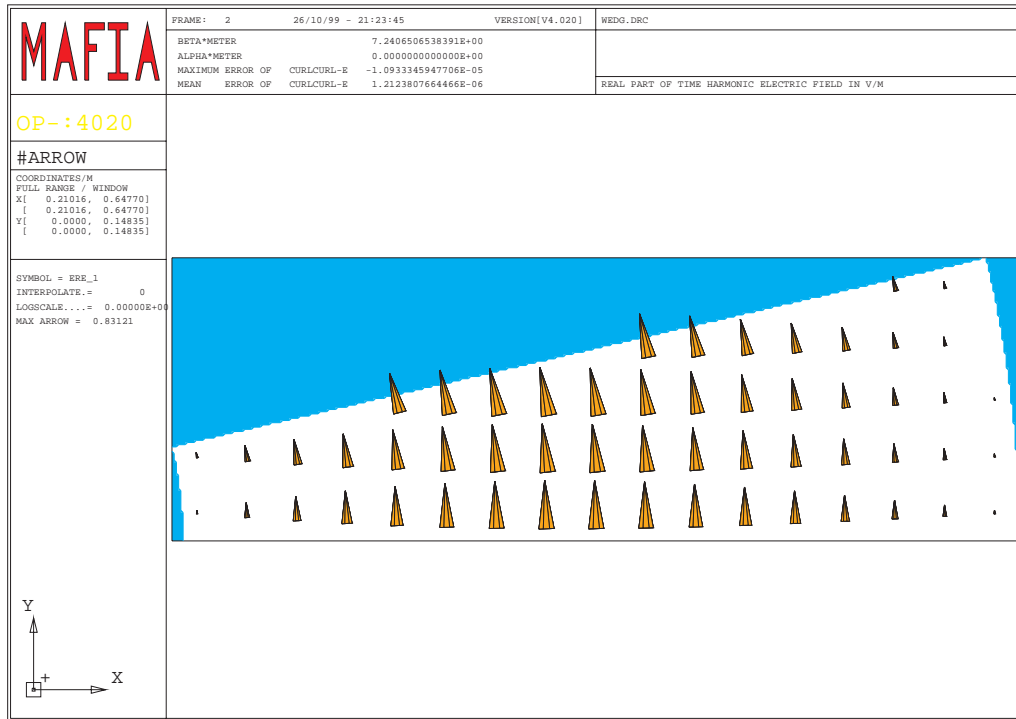 MAFIA
FRAME: 2 26/10/99 - 21:23:45 VERSION[V4.020] WEDG.DRC
BETA*METER 7.2406506538391E+00
ALPHA*METER 0.0000000000000E+00
MAXIMUM ERROR OF CURLCURL-E -1.0933345947706E-05
MEAN ERROR OF CURLCURL-E 1.2123807664466E-06
REAL PART OF TIME HARMONIC ELECTRIC FIELD IN V/M
OP-:4020
#ARROW
COORDINATES/M
FULL RANGE / WINDOW
X[ 0.21016, 0.64770]
[ 0.21016, 0.64770]
Y[ 0.0000, 0.14835]
[ 0.0000, 0.14835]
SYMBOL = ERE_1
INTERPOLATE.= 0
LOGSCALE....= 0.00000E+00
MAX ARROW = 0.83121
Y
+
X